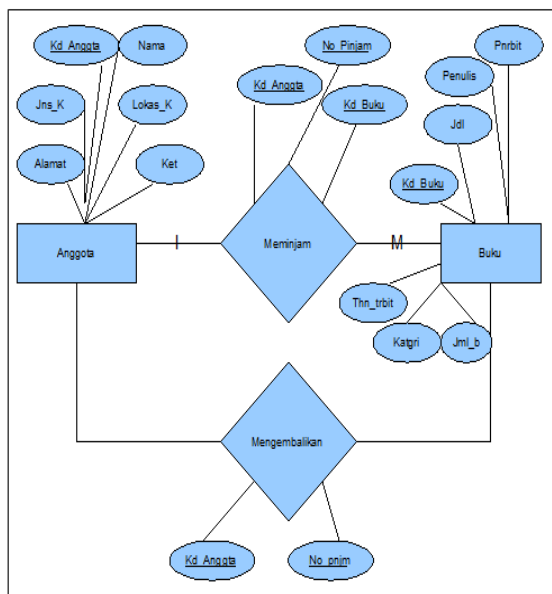 Kd_Anggta
Nama
No_Pinjam
Pnrbit
Penulis
Kd_Anggta
Kd_Buku
Jns_K
Lokas_K
Jdl
Alamat
Ket
Kd_Buku
Anggota
I
Meminjam
M
Buku
Thn_trbit
Katgri
Jml_b
Mengembalikan
Kd_Anggta
No_pnjm